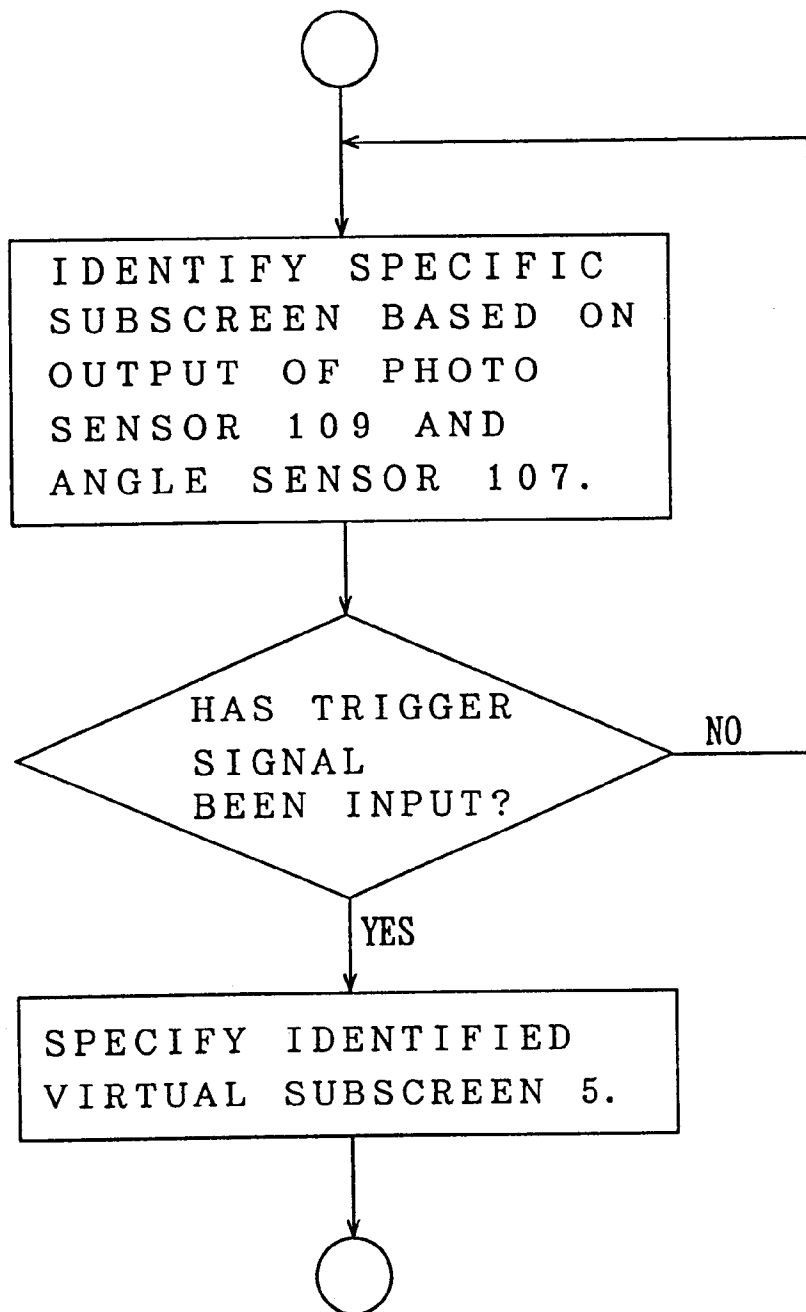 IDENTIFY SPECIFIC
SUBSCREEN BASED ON
OUTPUT OF PHOTO
SENSOR 109 AND
ANGLE SENSOR 107.
HAS TRIGGER
SIGNAL
BEEN INPUT?
NO
YES
SPECIFY IDENTIFIED
VIRTUAL SUBSCREEN 5.